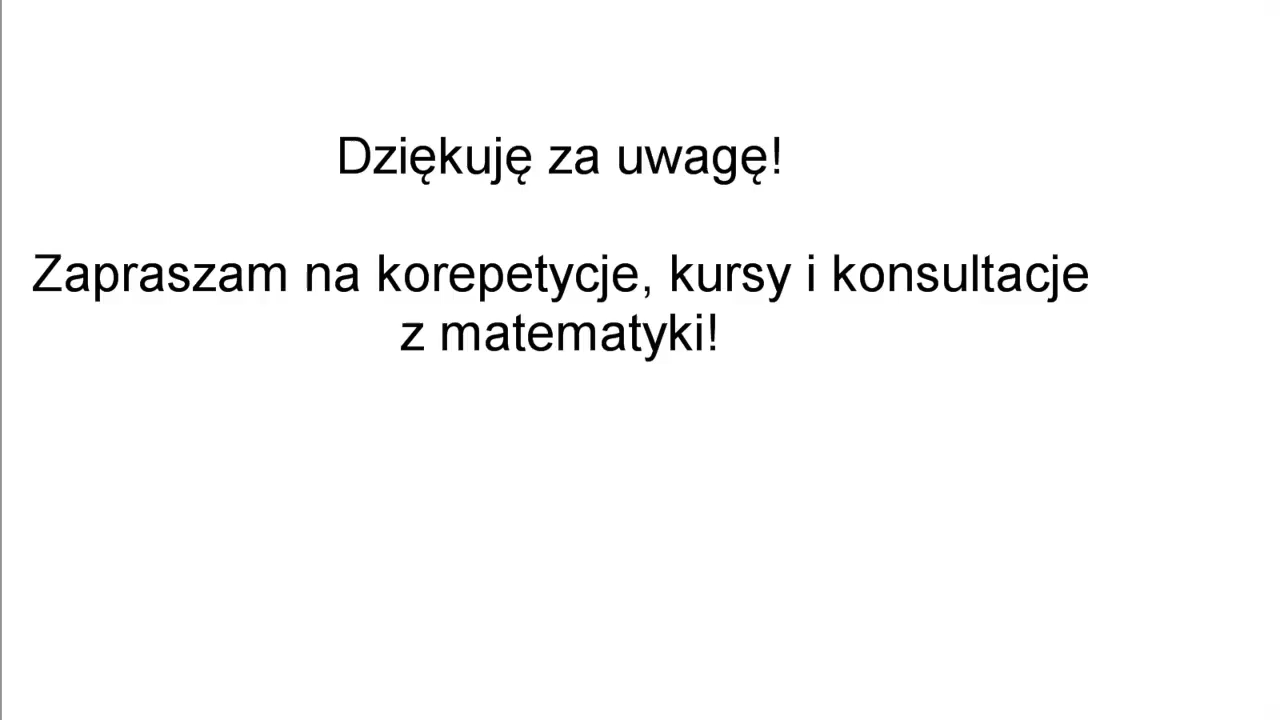 Dziękuję za uwagę!
Zapraszam na korepetycje, kursy i konsultacje
z matematyki!